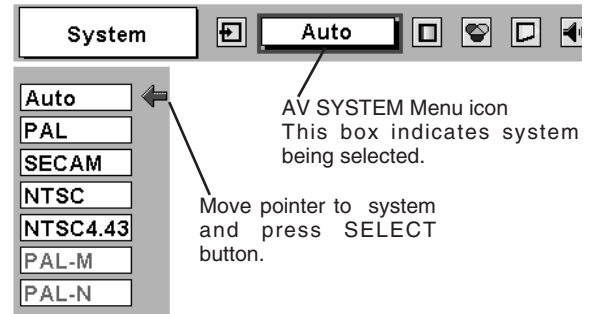 System
Auto
AV SYSTEM Menu icon
This box indicates system
being selected.
Auto
PAL
SECAM
NTSC
NTSC4.43
PAL-M
PAL-N
Move pointer to system
and press SELECT
button.